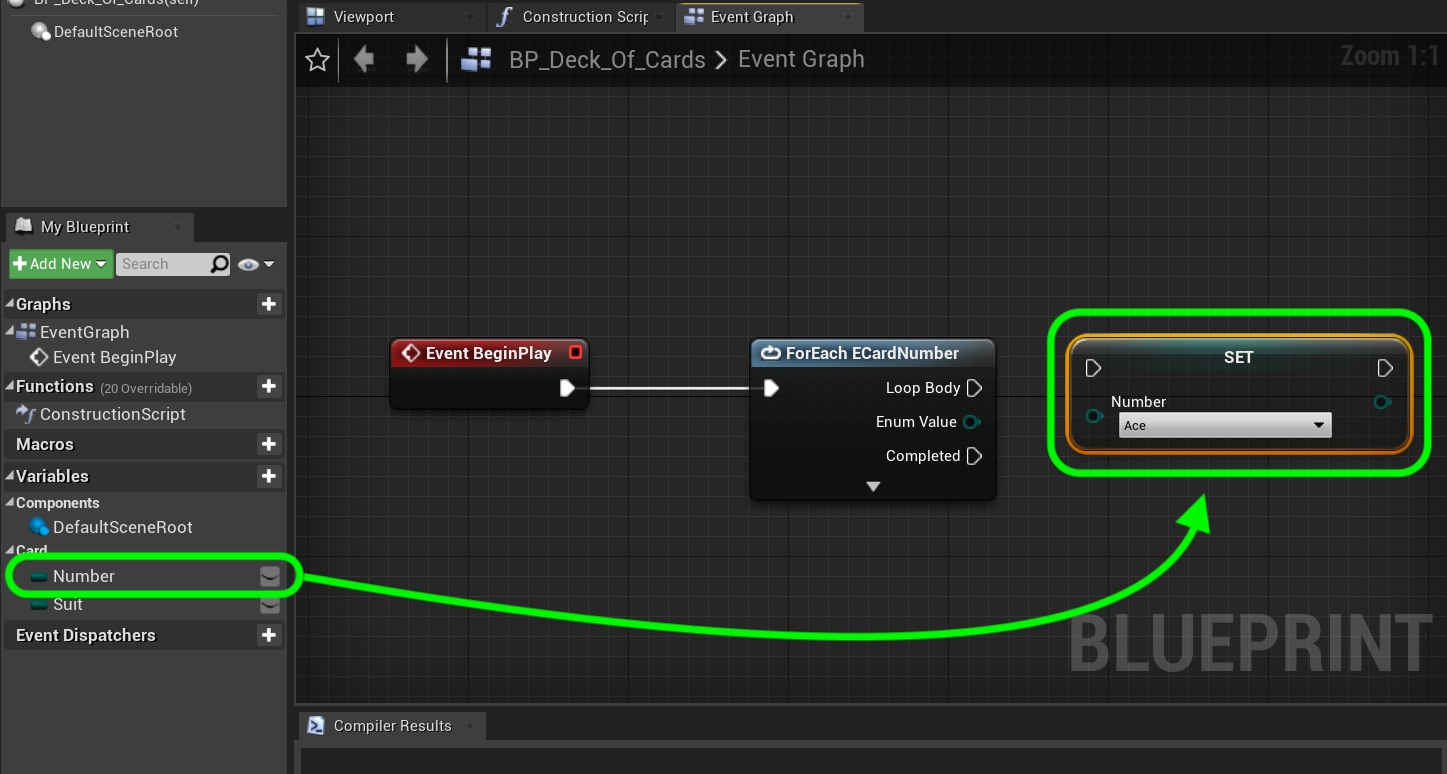 BP_Deck_Of_Cards(self)
DefaultSceneRoot
Viewport
Construction Scrip
Event Graph
BP_Deck_Of_Cards > Event Graph
Zoom 1:1
My Blueprint
Add New
Search
Graphs
EventGraph
Event BeginPlay
Functions (20 Overridable)
ConstructionScript
Macros
Variables
Components
DefaultSceneRoot
Card
Number
Suit
Event Dispatchers
Event BeginPlay
ForEach ECardNumber
Loop Body
Enum Value
Completed
SET
Number
Ace
BLUEPRINT
Compiler Results